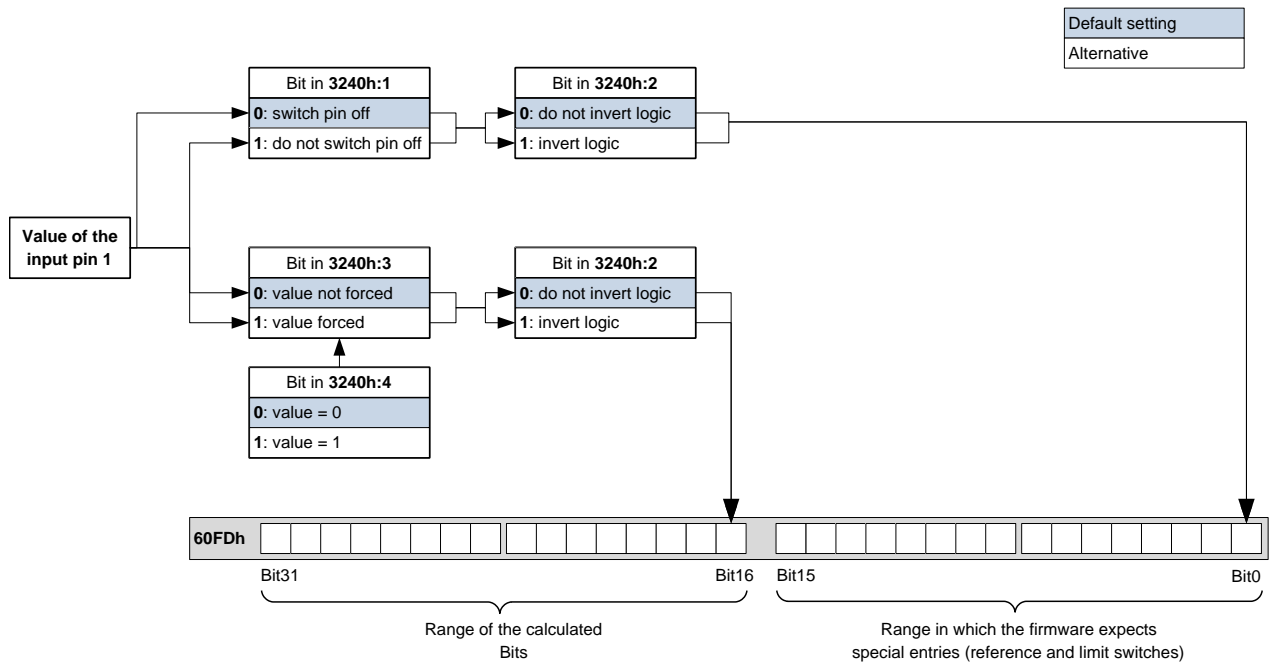 Default setting
Alternative
Bit in 3240h:1
0: switch pin off
1: do not switch pin off
Bit in 3240h:2
0: do not invert logic
1: invert logic
Value of the
input pin 1
Bit in 3240h:3
0: value not forced
1: value forced
Bit in 3240h:2
0: do not invert logic
1: invert logic
Bit in 3240h:4
0: value = 0
1: value = 1
60FDh
Bit31
Bit16
Bit15
Bit0
Range of the calculated
Bits
Range in which the firmware expects
special entries (reference and limit switches)